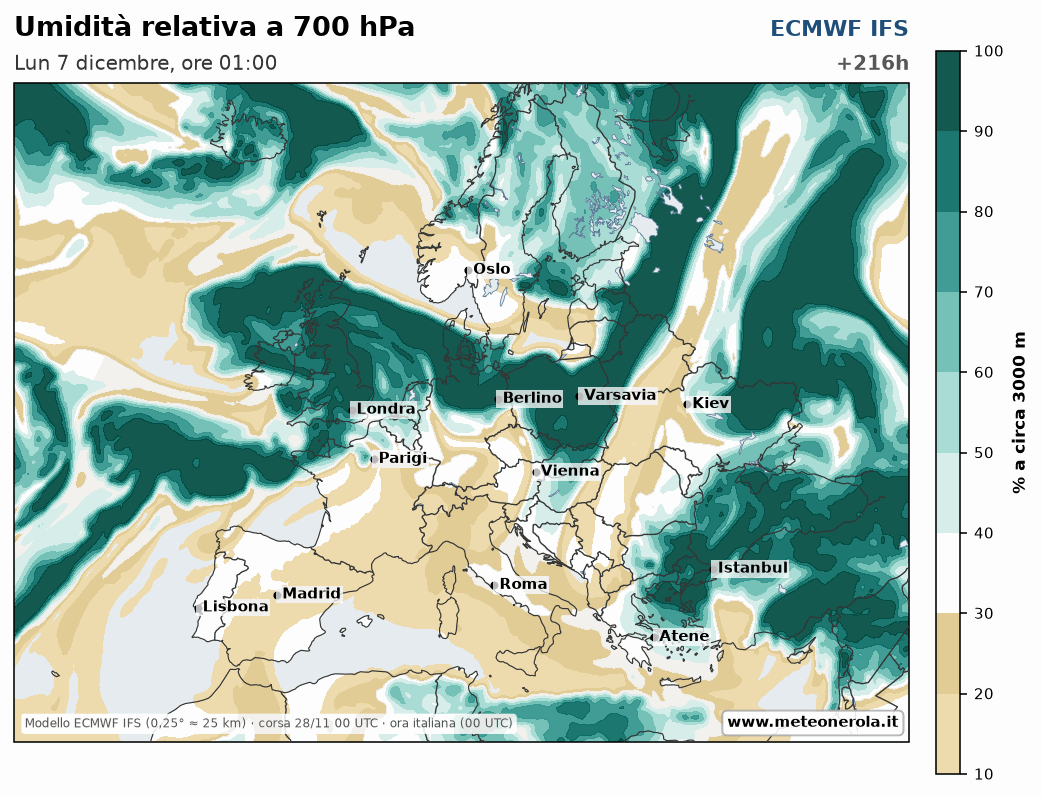 Umidità relativa a 700 hPa
ECMWF IFS
Lun 7 dicembre, ore 01:00
+216h
100
90
80
70
60
50
40
30
20
10
% a circa 3000 m
Oslo
Berlino
Varsavia
Kiev
Londra
Parigi
Vienna
Istanbul
Roma
Madrid
Lisbona
Atene
Modello ECMWF IFS (0,25° ≈ 25 km) · corsa 28/11 00 UTC · ora italiana (00 UTC)
www.meteonerola.it